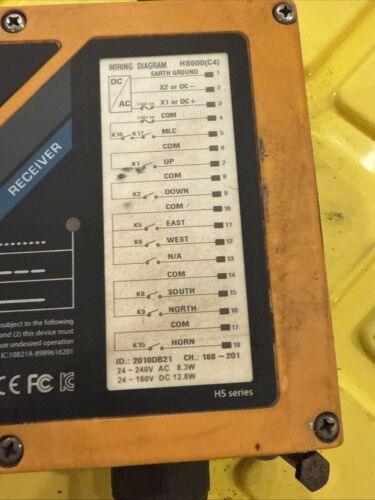 WIRING DIAGRAM HS600(C4)
EARTH GROUND 1
DC
X2 or DC- 2
AC
X1 or DC+ 3
COM 4
K16 K17 MLC 5
COM 6
K1 UP 7
COM 8
K2 DOWN 9
COM 10
K5 EAST 11
K6 WEST 12
N/A 13
COM 14
K8 SOUTH 15
K9 NORTH 16
COM 17
K15 HORN 18
ID.: 2010DB21 CH.: 188-201
24 - 240V AC 8.3W
24 - 160V DC 12.8W
RECEIVER
subject to the following
and (2) this device must
use undesired operation
IC:10821A-8989616201
CE FC
HS series